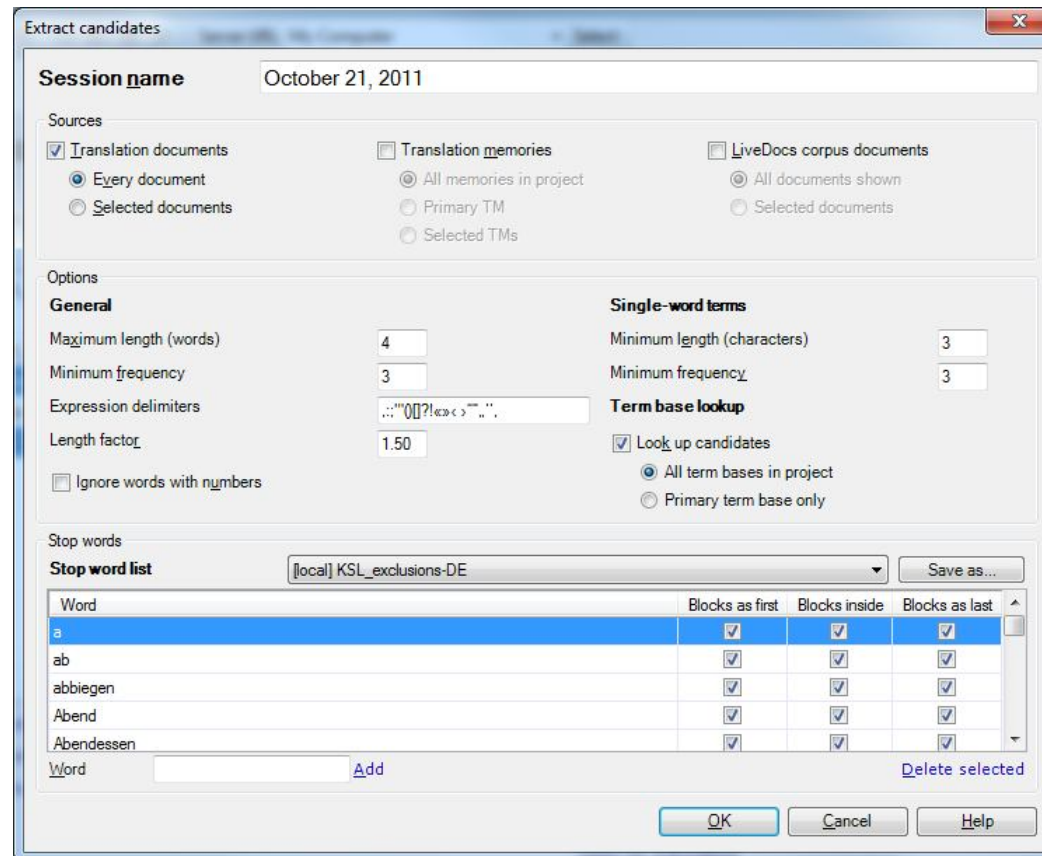 Extract candidates
Session name October 21, 2011
Sources
Translation documents Translation memories LiveDocs corpus documents
Every document All memories in project All documents shown
Selected documents Primary TM Selected documents
Selected TMs
Options
General Single-word terms
Maximum length (words) 4 Minimum length (characters) 3
Minimum frequency 3 Minimum frequency 3
Expression delimiters Term base lookup
Length factor 1.50 Look up candidates
Ignore words with numbers All term bases in project
Primary term base only
Stop words
Stop word list [local] KSL_exclusions-DE Save as...
Word Blocks as first Blocks inside Blocks as last
a
ab
abbiegen
Abend
Abendessen
Word Add Delete selected
OK Cancel Help